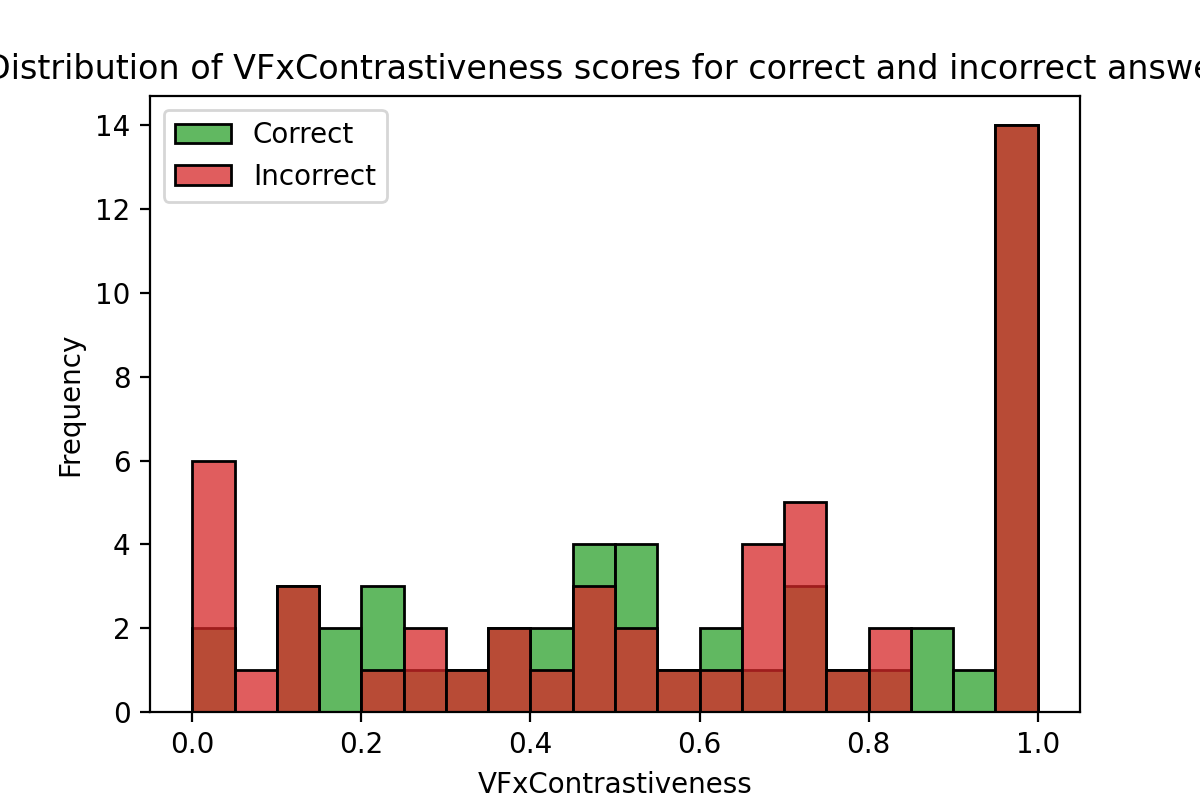 Distribution of VFxContrastiveness scores for correct and incorrect answe
Correct
Incorrect
14
12
10
8
6
4
2
0
Frequency
0.0 0.2 0.4 0.6 0.8 1.0
VFxContrastiveness